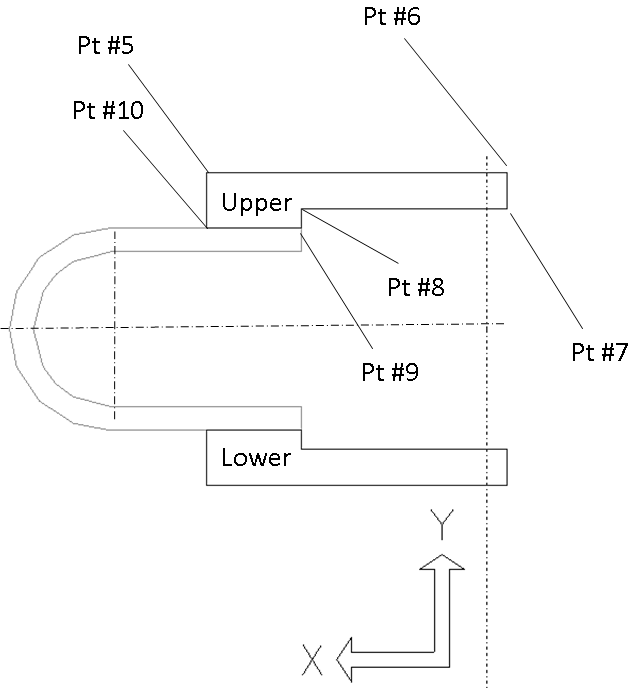 Pt #6
Pt #5
Pt #10
Upper
Pt #8
Pt #7
Pt #9
Lower
Y
X